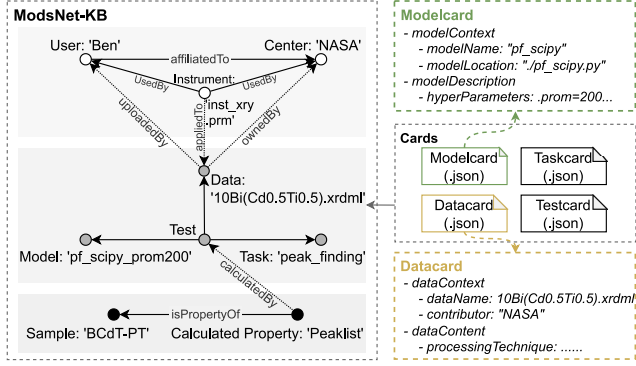 ModsNet-KB
User: 'Ben'
affiliatedTo
Center: 'NASA'
UsedBy
Instrument:
UsedBy
'inst_xry
.prm'
uploadedBy
appliedTo
ownedBy
Data:
'10Bi(Cd0.5Ti0.5).xrdml'
Test
Model: 'pf_scipy_prom200'
Task: 'peak_finding'
calculatedBy
isPropertyOf
Sample: 'BCdT-PT'
Calculated Property: 'Peaklist'
Modelcard
- modelContext
- modelName: "pf_scipy"
- modelLocation: "./pf_scipy.py"
- modelDescription
- hyperParameters: .prom=200...
Cards
Modelcard
(.json)
Taskcard
(.json)
Datacard
(.json)
Testcard
(.json)
Datacard
- dataContext
- dataName: 10Bi(Cd0.5Ti0.5).xrdml
- contributor: "NASA"
- dataContent
- processingTechnique: ......